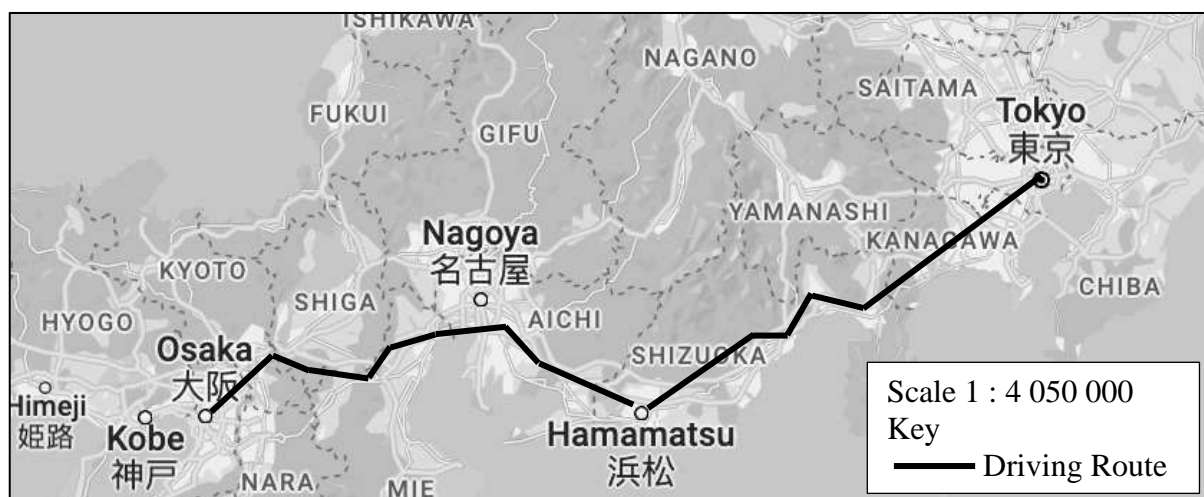 ISHIKAWA
NAGANO
SAITAMA
FUKUI
GIFU
Tokyo
東京
YAMANASHI
KANAGAWA
Nagoya
名古屋
KYOTO
SHIGA
CHIBA
HYOGO
AICHI
Osaka
大阪
SHIZUOKA
Himeji
姫路
Kobe
神戸
Hamamatsu
浜松
NARA
MIE
Scale 1 : 4 050 000
Key
Driving Route